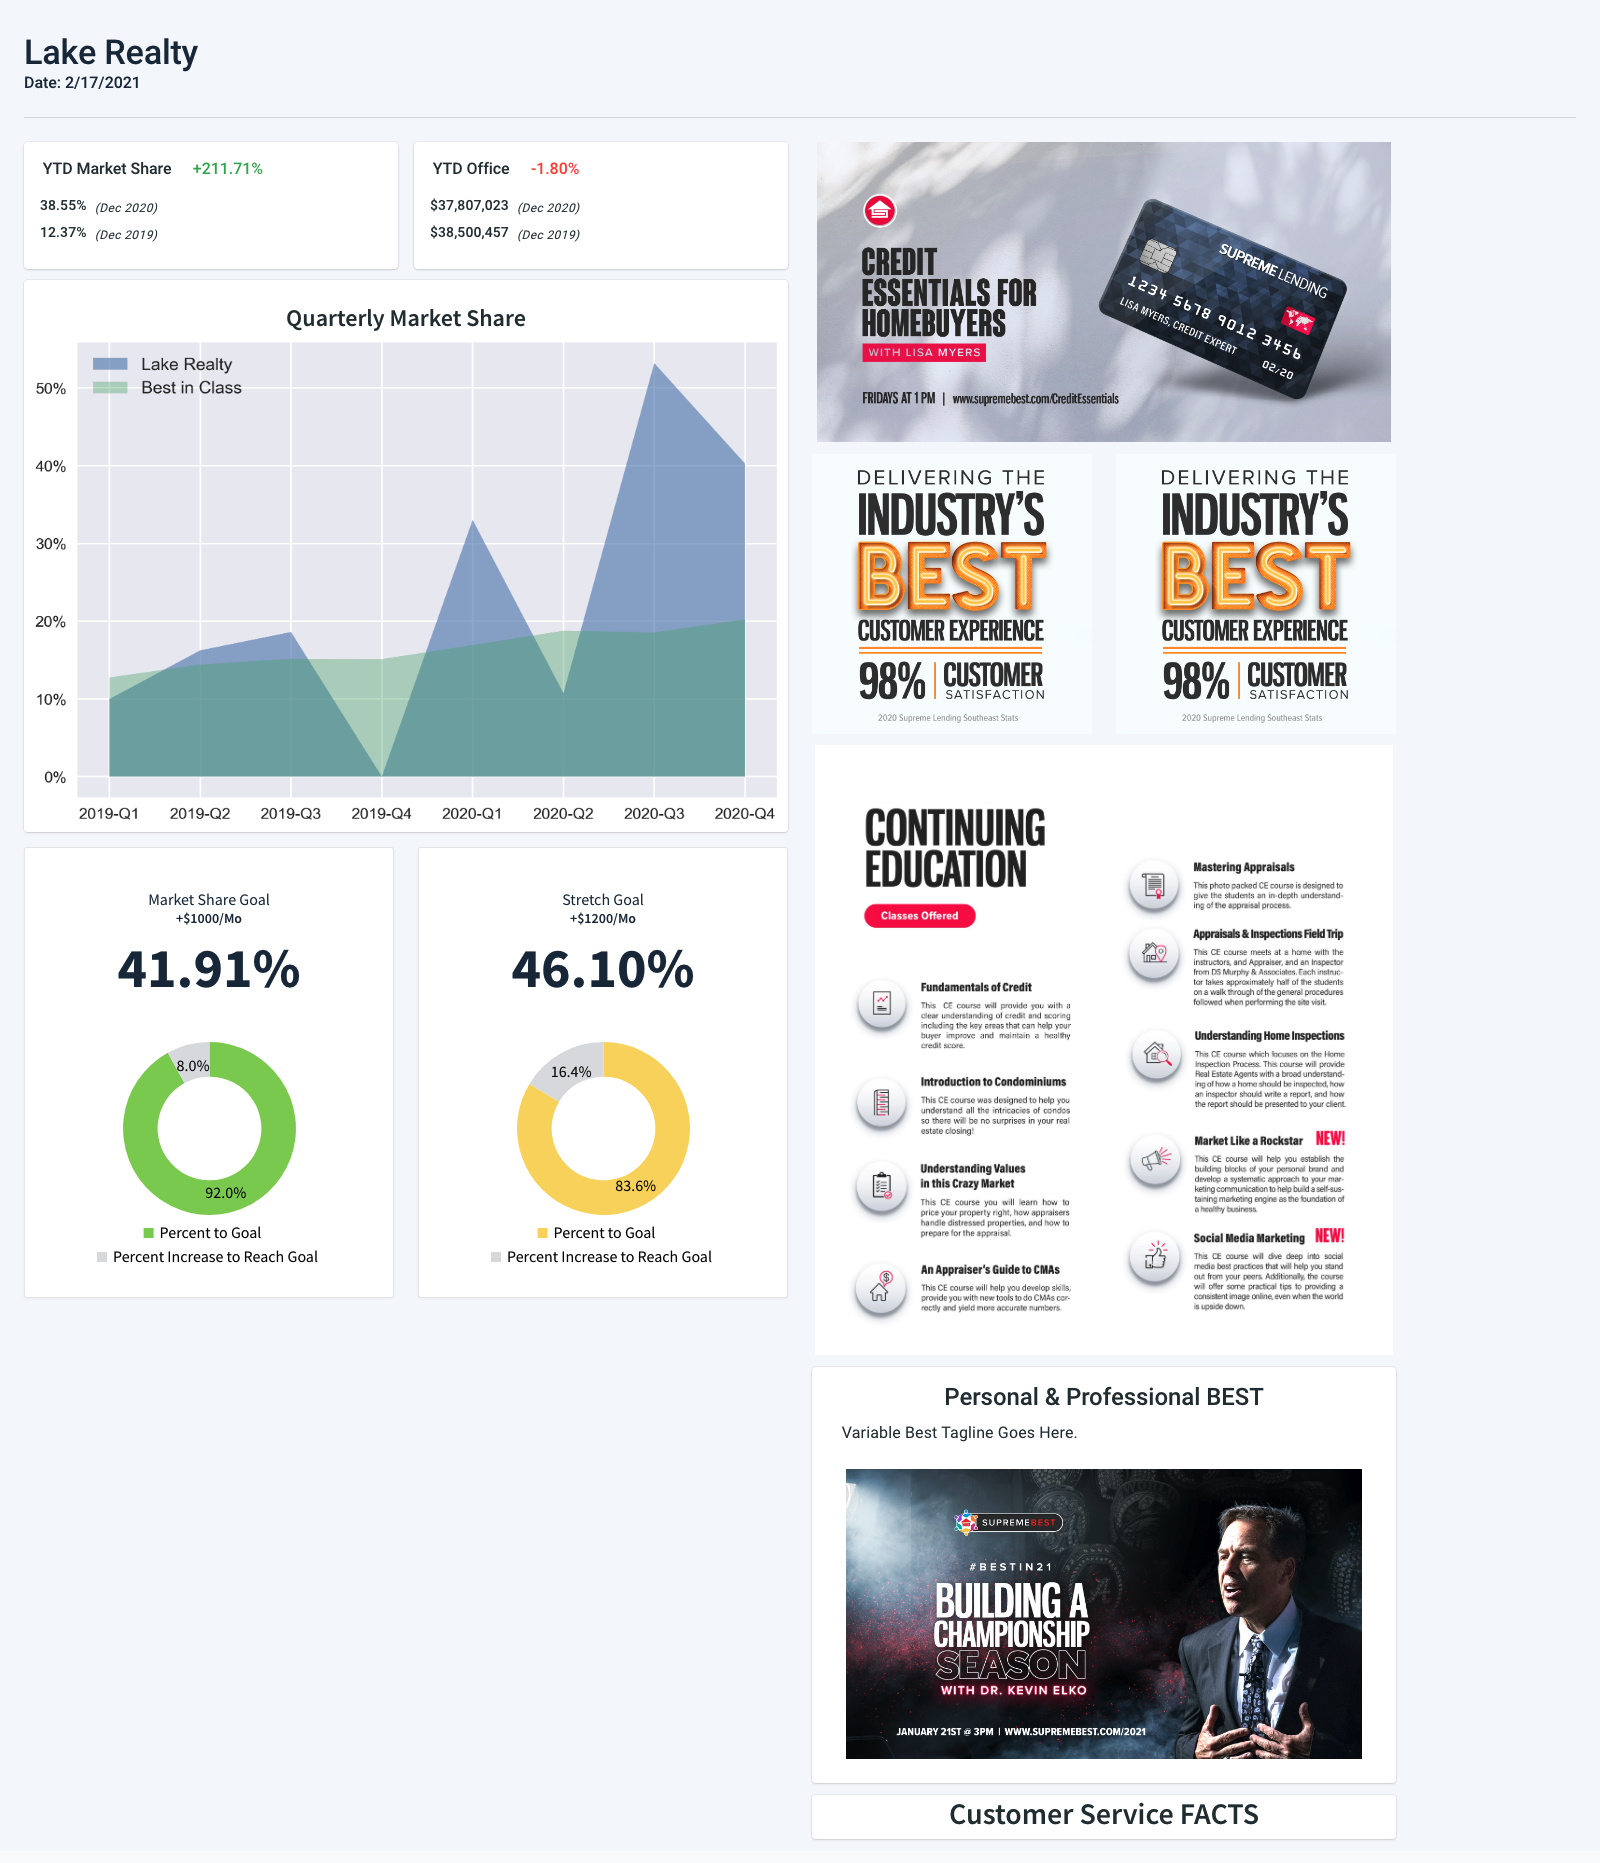 Lake Realty
Date: 2/17/2021
YTD Market Share +211.71%
38.55% (Dec 2020)
12.37% (Dec 2019)
YTD Office -1.80%
$37,807,023 (Dec 2020)
$38,500,457 (Dec 2019)
Quarterly Market Share
Lake Realty
Best in Class
50%
40%
30%
20%
10%
0%
2019-Q1 2019-Q2 2019-Q3 2019-Q4 2020-Q1 2020-Q2 2020-Q3 2020-Q4
Market Share Goal
+$1000/Mo
41.91%
8.0%
92.0%
Percent to Goal
Percent Increase to Reach Goal
Stretch Goal
+$1200/Mo
46.10%
16.4%
83.6%
Percent to Goal
Percent Increase to Reach Goal
CREDIT
ESSENTIALS FOR
HOMEBUYERS
WITH LISA MYERS
FRIDAYS AT 1 PM | www.supremebest.com/CreditEssentials
SUPREME LENDING
1234 5678 9012 3456
LISA MYERS, CREDIT EXPERT
02/20
DELIVERING THE
INDUSTRY'S
BEST
CUSTOMER EXPERIENCE
98% | CUSTOMER
SATISFACTION
2020 Supreme Lending Southeast Stats
DELIVERING THE
INDUSTRY'S
BEST
CUSTOMER EXPERIENCE
98% | CUSTOMER
SATISFACTION
2020 Supreme Lending Southeast Stats
CONTINUING
EDUCATION
Classes Offered
Fundamentals of Credit
This CE course will provide you with a
clear understanding of credit and scoring
including the key areas that can help your
buyer improve and maintain a healthy
credit score.
Introduction to Condominiums
This CE course was designed to help you
understand all the intricacies of condos
so there will be no surprises in your real
estate closing!
Understanding Values
in this Crazy Market
This CE course you will learn how to
price your property right, how appraisers
handle distressed properties, and how to
prepare for the appraisal.
An Appraiser's Guide to CMAs
This CE course will help you develop skills,
provide you with new tools to do CMAs cor-
rectly and yield more accurate numbers.
Mastering Appraisals
This photo packed CE course is designed to
give the students an in-depth understand-
ing of the appraisal process.
Appraisals & Inspections Field Trip
This CE course meets at a home with the
instructors, and Appraiser, and an Inspector
from DS Murphy & Associates. Each instruc-
tor takes approximately half of the students
on a walk through of the general procedures
followed when performing the site visit.
Understanding Home Inspections
This CE course which focuses on the Home
Inspection Process. This course will provide
Real Estate Agents with a broad understand-
ing of how a home should be inspected, how
an inspector should write a report, and how
the report should be presented to your client.
Market Like a Rockstar NEW!
This CE course will help you establish the
building blocks of your personal brand and
develop a systematic approach to your mar-
keting communication to help build a self-sus-
taining marketing engine as the foundation of
a healthy business.
Social Media Marketing NEW!
This CE course will dive deep into social
media best practices that will help you stand
out from your peers. Additionally, the course
will offer some practical tips to providing a
consistent image online, even when the world
is upside down.
Personal & Professional BEST
Variable Best Tagline Goes Here.
SUPREMEBEST
#BESTIN21
BUILDING A
CHAMPIONSHIP
SEASON
WITH DR. KEVIN ELKO
JANUARY 21ST @ 3PM | WWW.SUPREMEBEST.COM/2021
Customer Service FACTS